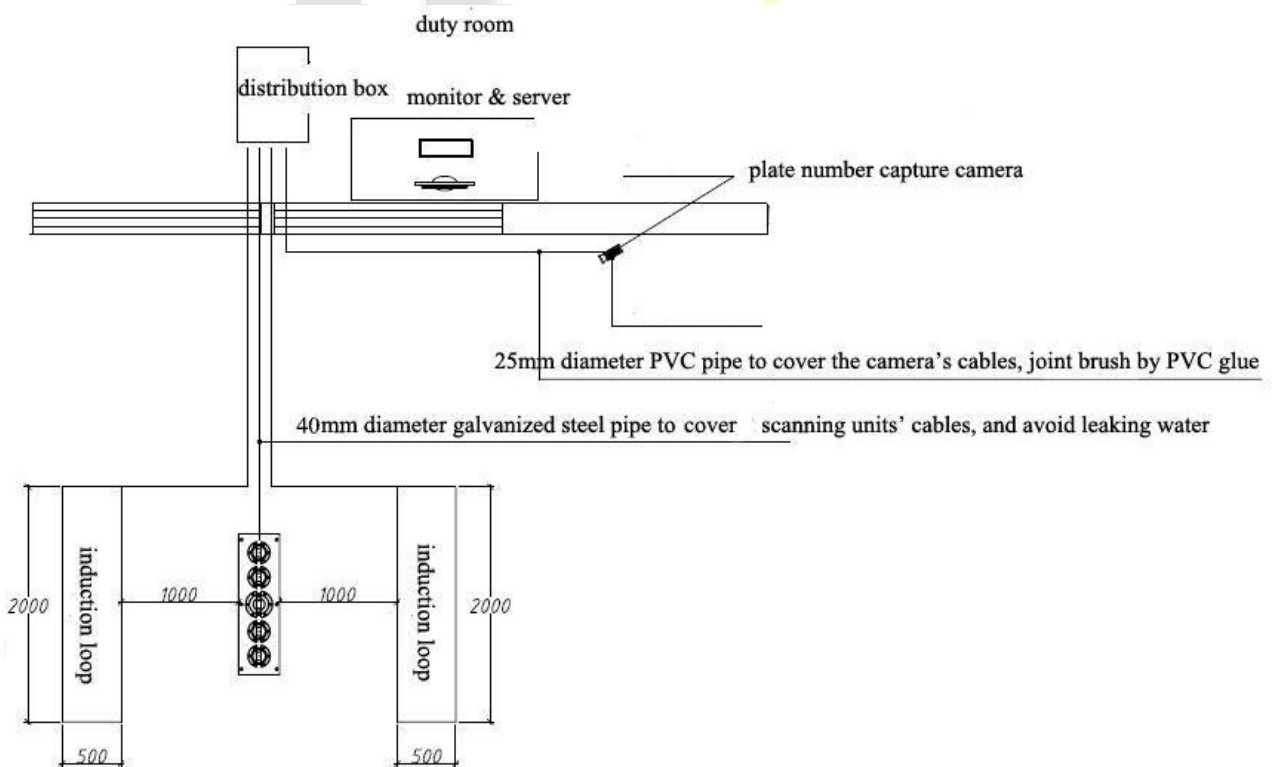 duty room
distribution box
monitor & server
plate number capture camera
25mm diameter PVC pipe to cover the camera's cables, joint brush by PVC glue
40mm diameter galvanized steel pipe to cover scanning units' cables, and avoid leaking water
2000
induction loop
1000
1000
induction loop
2000
500
500